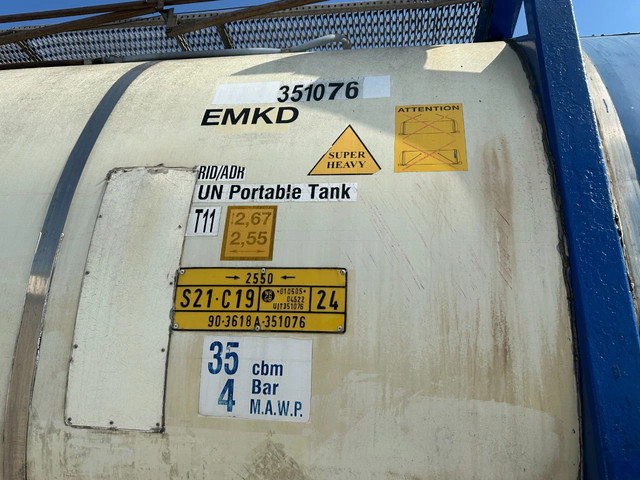 351076
EMKD
ATTENTION
SUPER
HEAVY
RID/ADR
UN Portable Tank
T11
2,67
2,55
→ 2550 ←
S21-C19
24
90-3618A-351076
35 cbm
4 Bar
M.A.W.P.